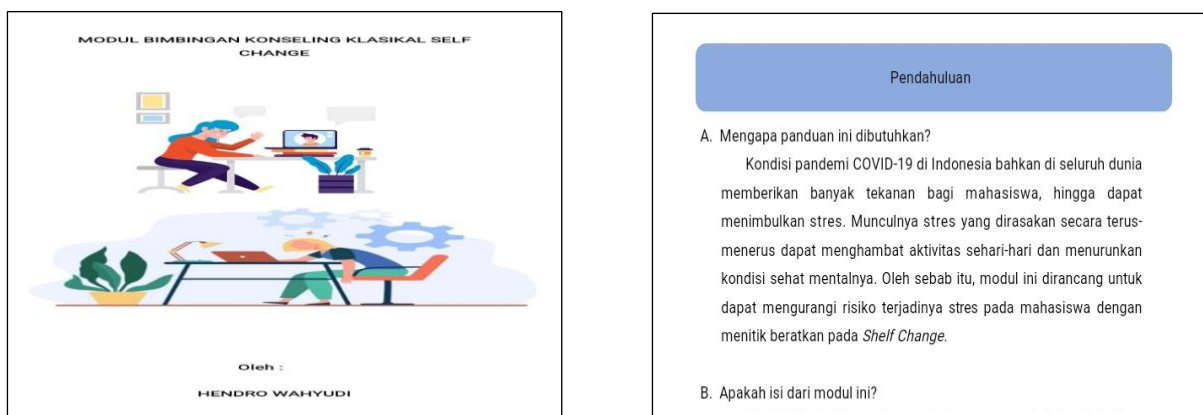 MODUL BIMBINGAN KONSELING KLASIKAL SELF
CHANGE
Oleh :
HENDRO WAHYUDI
Pendahuluan
A. Mengapa panduan ini dibutuhkan?
Kondisi pandemi COVID-19 di Indonesia bahkan di seluruh dunia
memberikan banyak tekanan bagi mahasiswa, hingga dapat
menimbulkan stres. Munculnya stres yang dirasakan secara terus-
menerus dapat menghambat aktivitas sehari-hari dan menurunkan
kondisi sehat mentalnya. Oleh sebab itu, modul ini dirancang untuk
dapat mengurangi risiko terjadinya stres pada mahasiswa dengan
menitik beratkan pada Shelf Change.
B. Apakah isi dari modul ini?